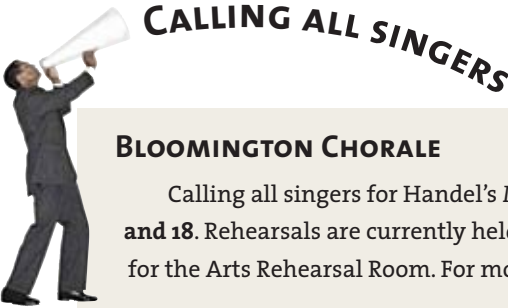 CALLING ALL SINGERS
BLOOMINGTON CHORALE
Calling all singers for Handel's
and 18. Rehearsals are currently held
for the Arts Rehearsal Room. For